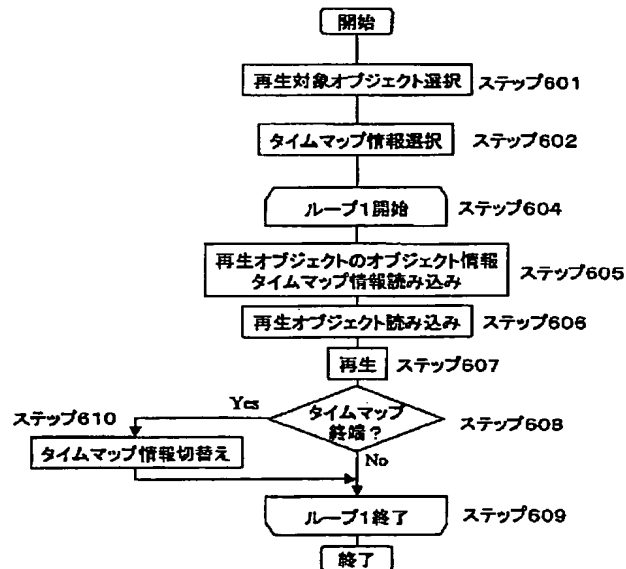 開始
再生対象オブジェクト選択 ステップ601
タイムマップ情報選択 ステップ602
ループ1開始 ステップ604
再生オブジェクトのオブジェクト情報
タイムマップ情報読み込み ステップ605
再生オブジェクト読み込み ステップ606
再生 ステップ607
Yes
タイムマップ
終端？ ステップ608
ステップ610
タイムマップ情報切替え
No
ループ1終了 ステップ609
終了